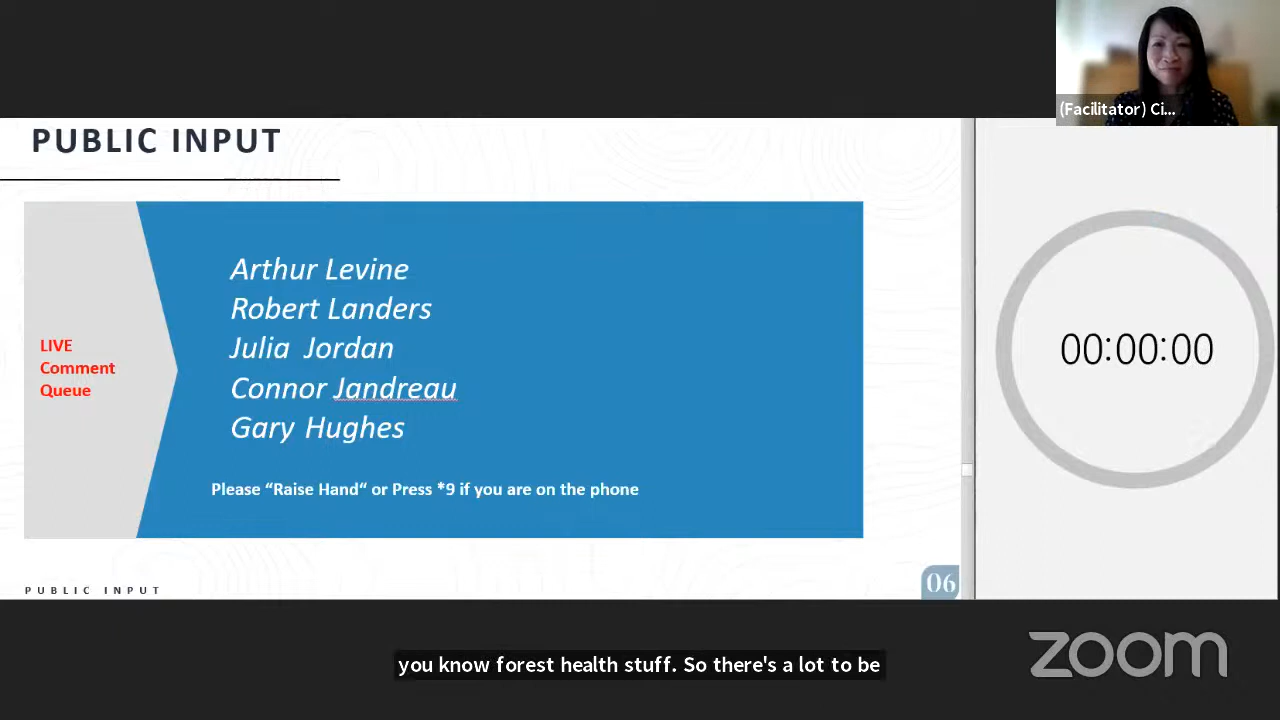 (Facilitator) Ci...
PUBLIC INPUT
Arthur Levine
Robert Landers
Julia Jordan
Connor Jandreau
Gary Hughes
LIVE
Comment
Queue
Please “Raise Hand“ or Press *9 if you are on the phone
00:00:00
PUBLIC INPUT
06
you know forest health stuff. So there's a lot to be
zoom